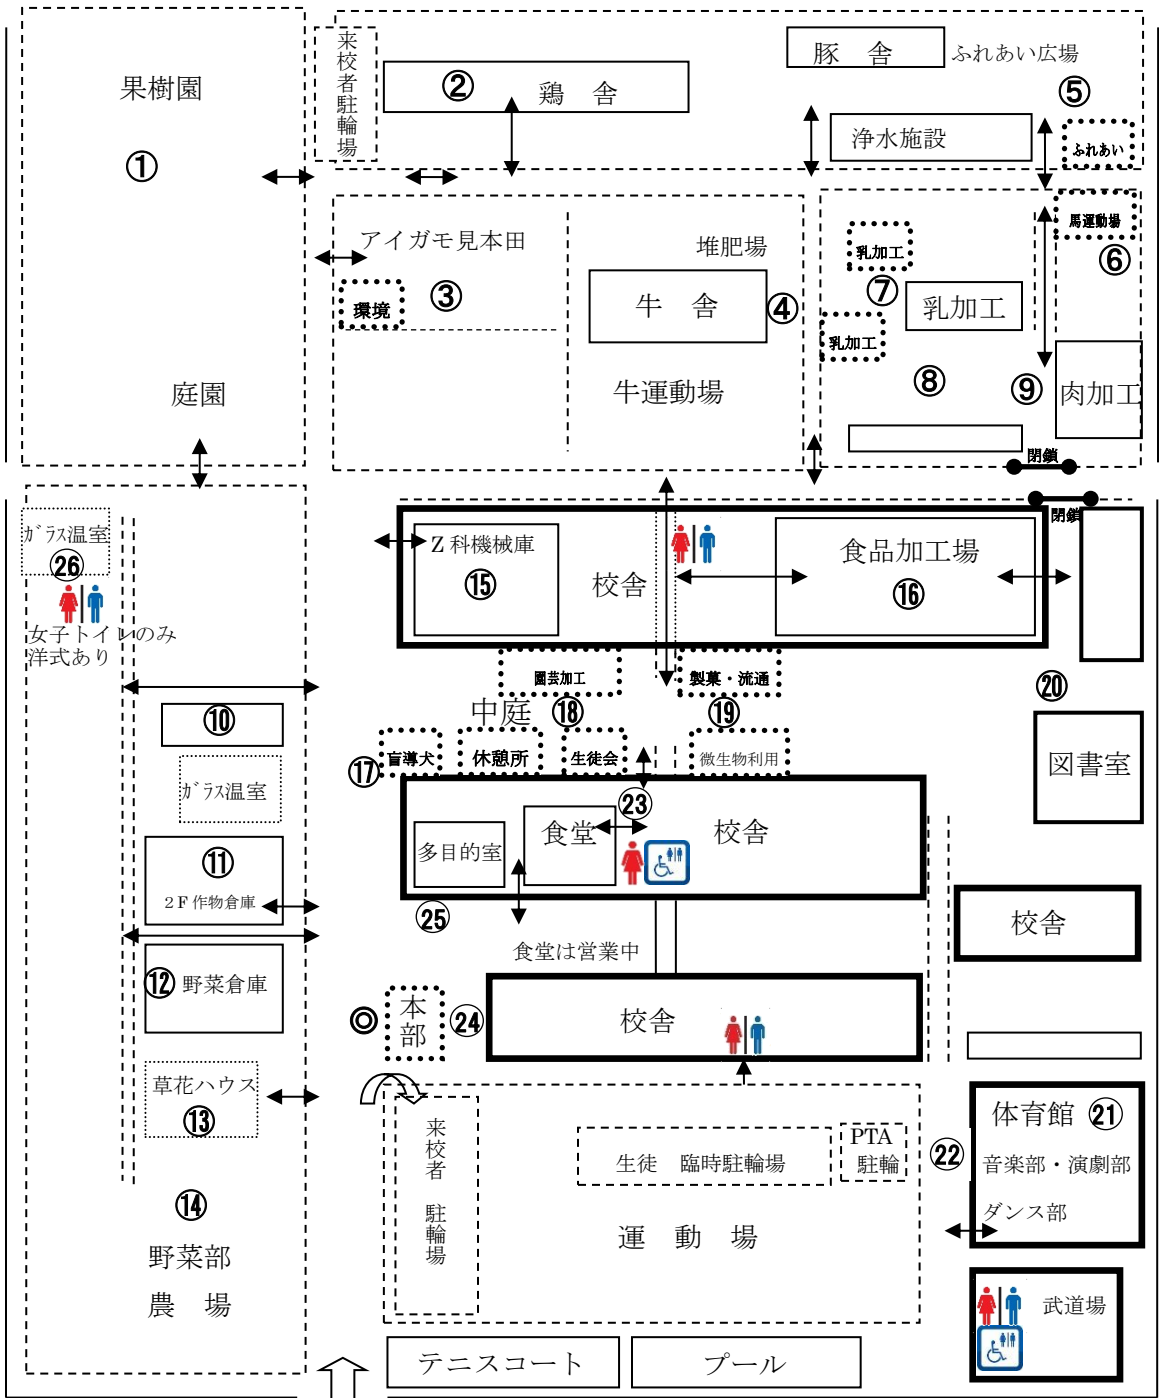 来校者駐輪場
果樹園
①
②
鶏 舎
豚 舎
ふれあい広場
⑤
浄水施設
ふれあい
アイガモ見本田
環境
③
堆肥場
牛 舎
④
牛運動場
馬運動場
⑥
乳加工
⑦
乳加工
乳加工
⑧
⑨
肉加工
閉鎖
閉鎖
庭園
ガラス温室
㉖
女子トイレのみ
洋式あり
Z 科機械庫
⑮
校舎
食品加工場
⑯
園芸加工
製菓・流通
中庭
⑱
⑲
⑳
⑩
⑰
盲導犬
休憩所
生徒会
微生物利用
図書室
ガラス温室
㉓
食堂
校舎
多目的室
⑪
2F 作物倉庫
㉕
食堂は営業中
校舎
⑫
野菜倉庫
◎
本部
㉔
校舎
草花ハウス
⑬
来校者 駐輪場
生徒 臨時駐輪場
PTA
駐輪
㉒
体育館
㉑
音楽部・演劇部
ダンス部
運 動 場
⑭
野菜部
農 場
武道場
テニスコート
プール